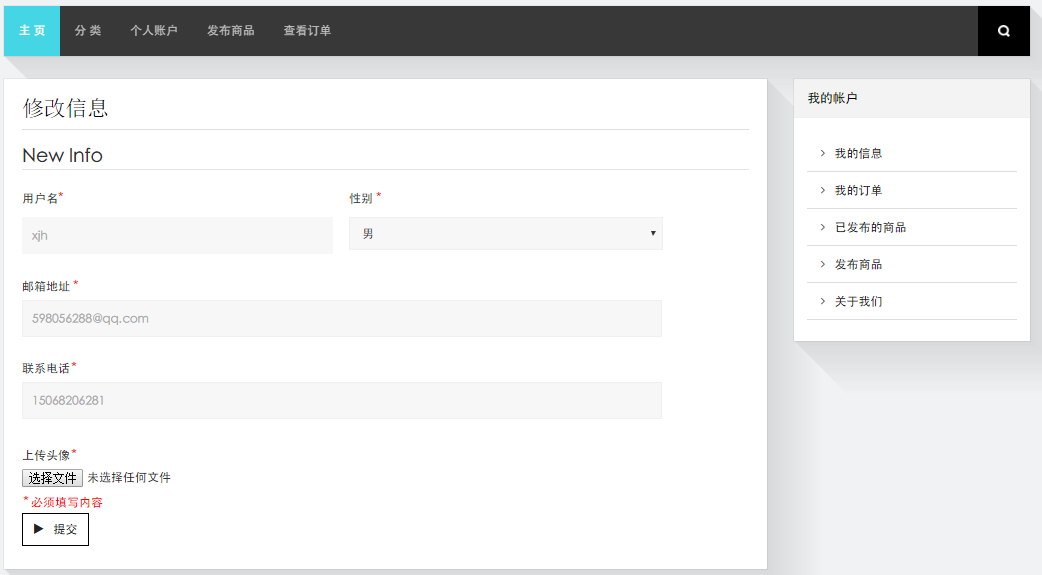 主 页 分 类 个人账户 发布商品 查看订单
修改信息
New Info
用户名* 性别 *
xjh 男
邮箱地址 *
598056288@qq.com
联系电话*
15068206281
上传头像*
选择文件 未选择任何文件
*必须填写内容
提交
我的帐户
我的信息
我的订单
已发布的商品
发布商品
关于我们